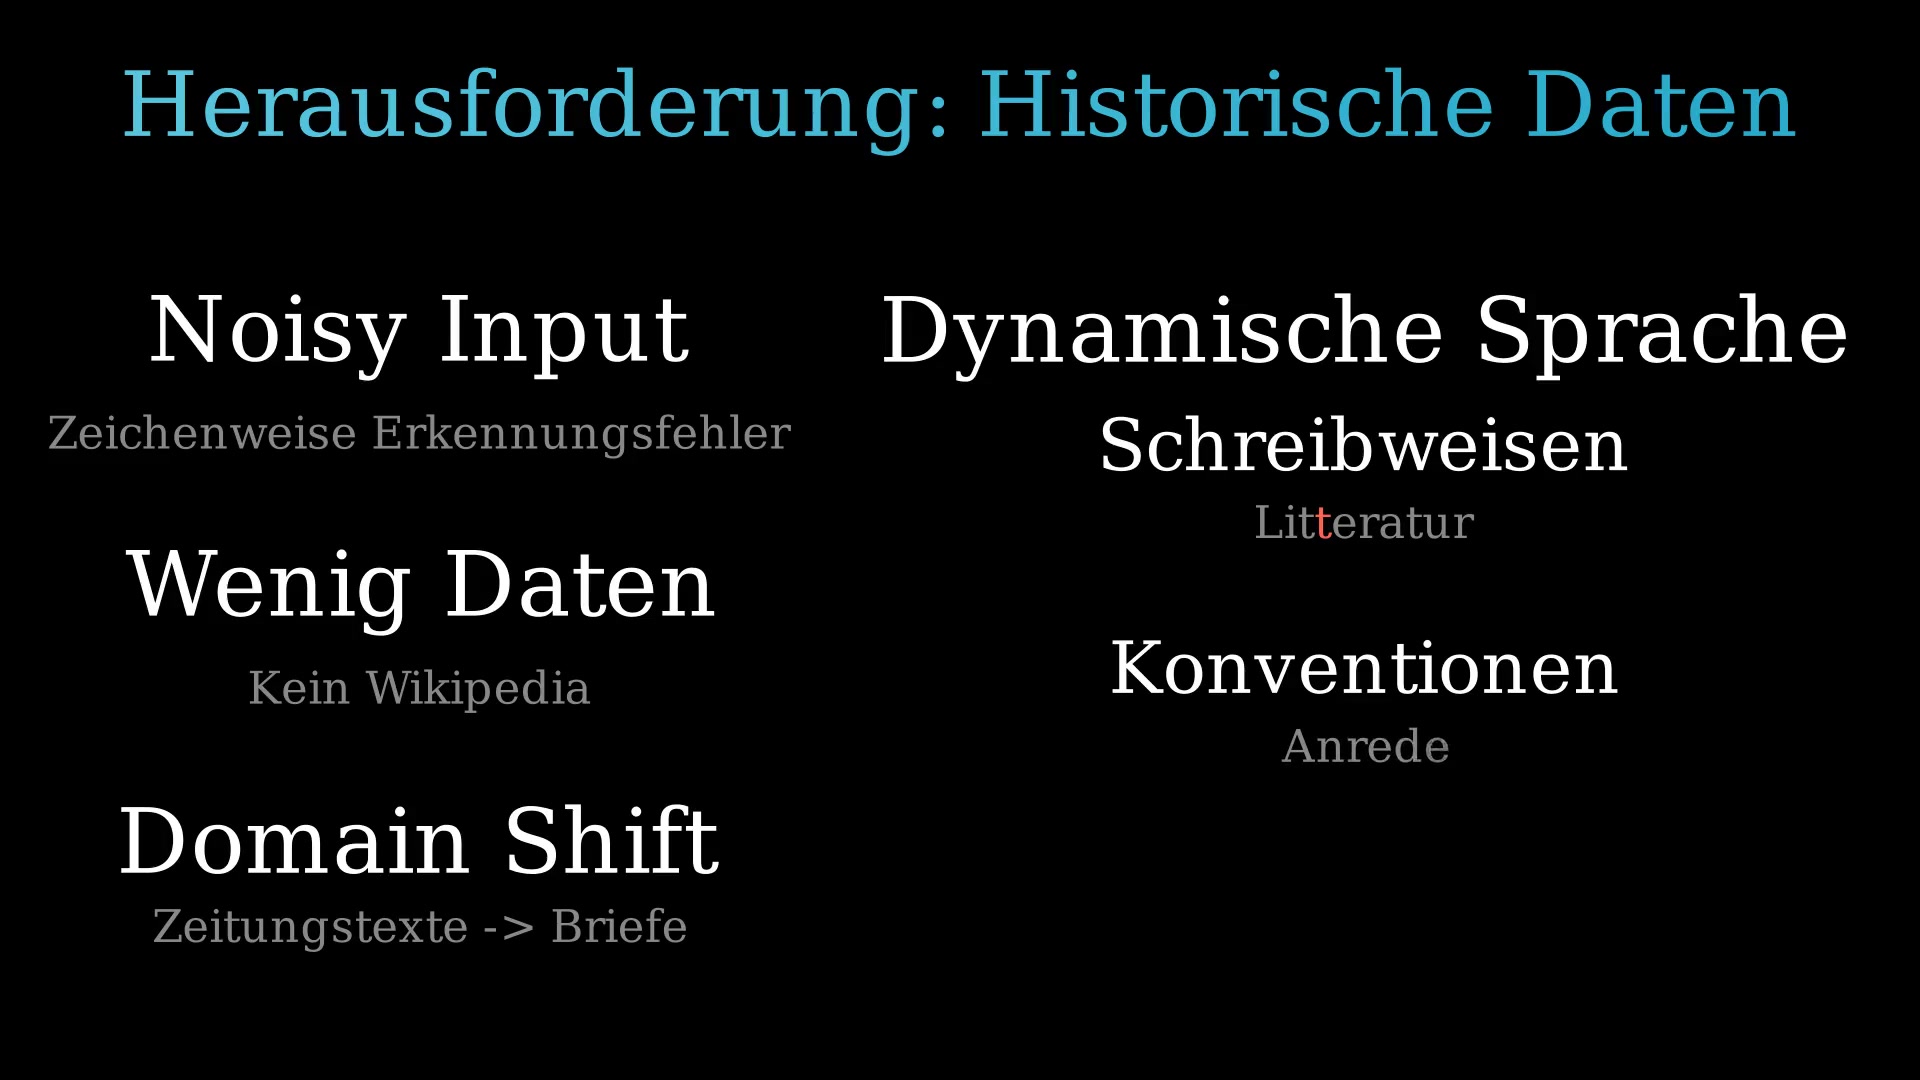 Herausforderung: Historische Daten
Noisy Input
Zeichenweise Erkennungsfehler
Wenig Daten
Kein Wikipedia
Domain Shift
Zeitungstexte -> Briefe
Dynamische Sprache
Schreibweisen
Litteratur
Konventionen
Anrede